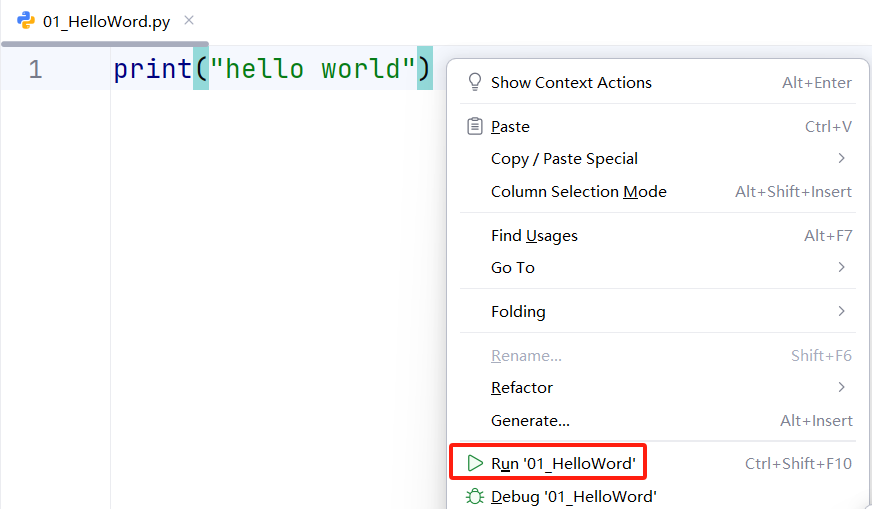 01_HelloWord.py
1 print("hello world")
Show Context Actions Alt+Enter
Paste Ctrl+V
Copy / Paste Special
Column Selection Mode Alt+Shift+Insert
Find Usages Alt+F7
Go To
Folding
Rename... Shift+F6
Refactor
Generate... Alt+Insert
Run '01_HelloWord' Ctrl+Shift+F10
Debug '01_HelloWord'